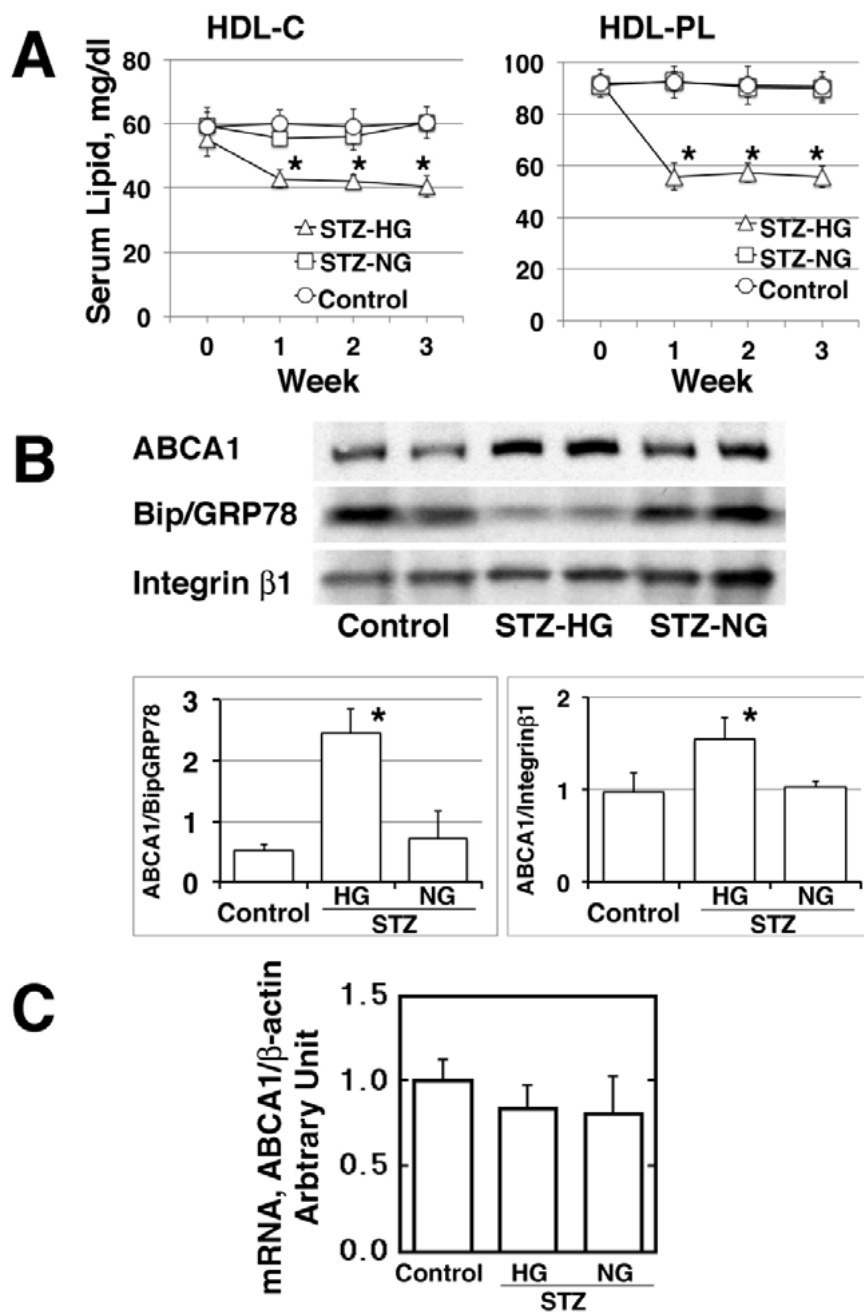 A
HDL-C
HDL-PL
Serum Lipid, mg/dl
80
60
40
20
0
* * *
STZ-HG
STZ-NG
Control
0 1 2 3
Week
100
80
60
40
20
0
* * *
STZ-HG
STZ-NG
Control
0 1 2 3
Week
B
ABCA1
Bip/GRP78
Integrin β1
Control STZ-HG STZ-NG
ABCA1/BipGRP78
3
2
1
0
*
Control HG NG
STZ
ABCA1/Integrinβ1
2
1
0
*
Control HG NG
STZ
C
mRNA, ABCA1/β-actin
Arbtrary Unit
1.5
1.0
0.5
0.0
Control HG NG
STZ